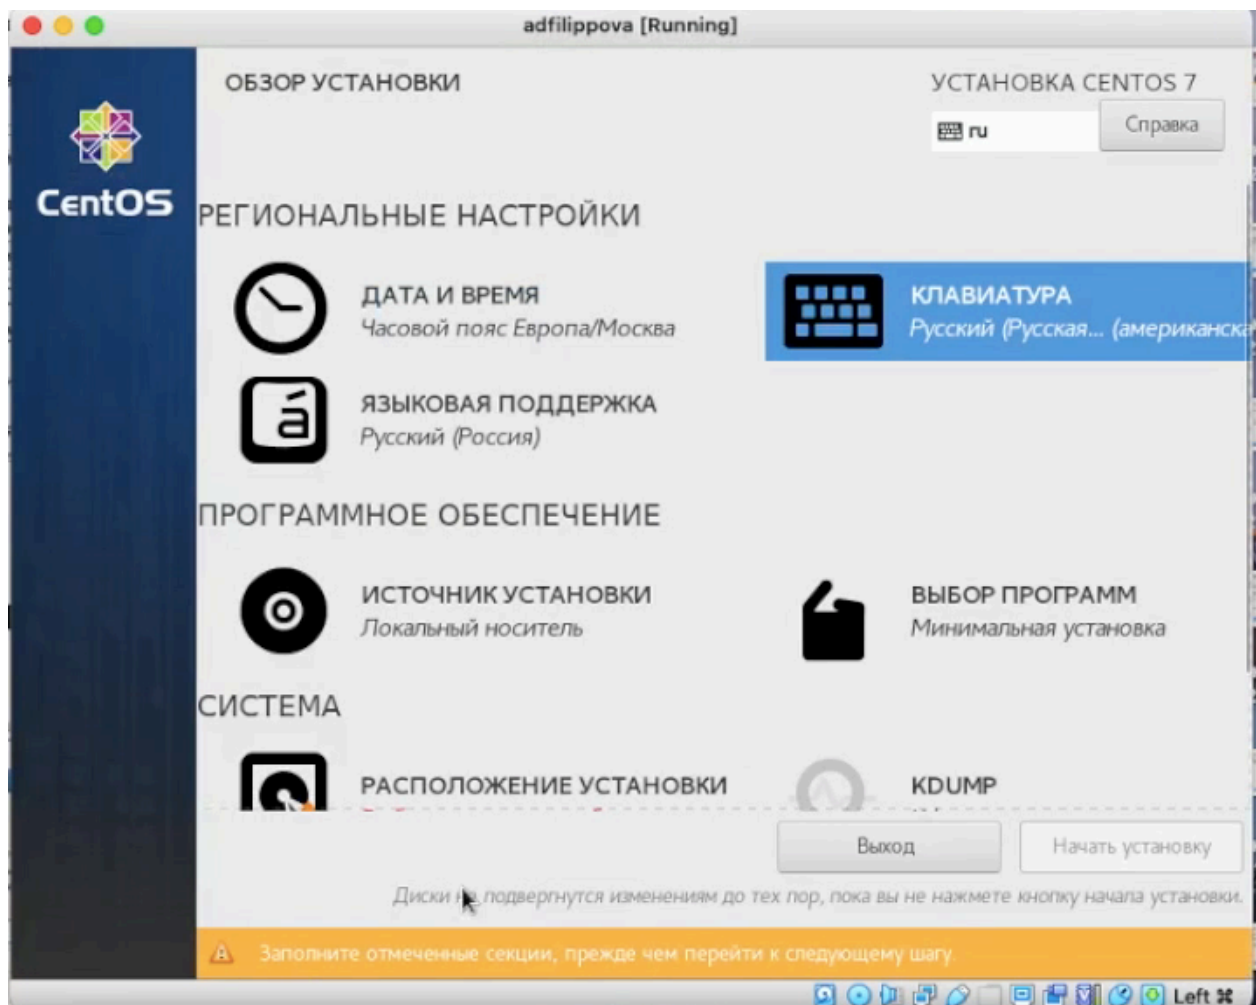 adfilippova [Running]
ОБЗОР УСТАНОВКИ
УСТАНОВКА CENTOS 7
ru
Справка
CentOS
РЕГИОНАЛЬНЫЕ НАСТРОЙКИ
ДАТА И ВРЕМЯ
Часовой пояс Европа/Москва
КЛАВИАТУРА
Русский (Русская... (американска
ЯЗЫКОВАЯ ПОДДЕРЖКА
Русский (Россия)
ПРОГРАММНОЕ ОБЕСПЕЧЕНИЕ
ИСТОЧНИК УСТАНОВКИ
Локальный носитель
ВЫБОР ПРОГРАММ
Минимальная установка
СИСТЕМА
РАСПОЛОЖЕНИЕ УСТАНОВКИ
KDUMP
Выход
Начать установку
Диски не подвергнутся изменениям до тех пор, пока вы не нажмете кнопку начала установки.
Заполните отмеченные секции, прежде чем перейти к следующему шагу.
Left ⌘